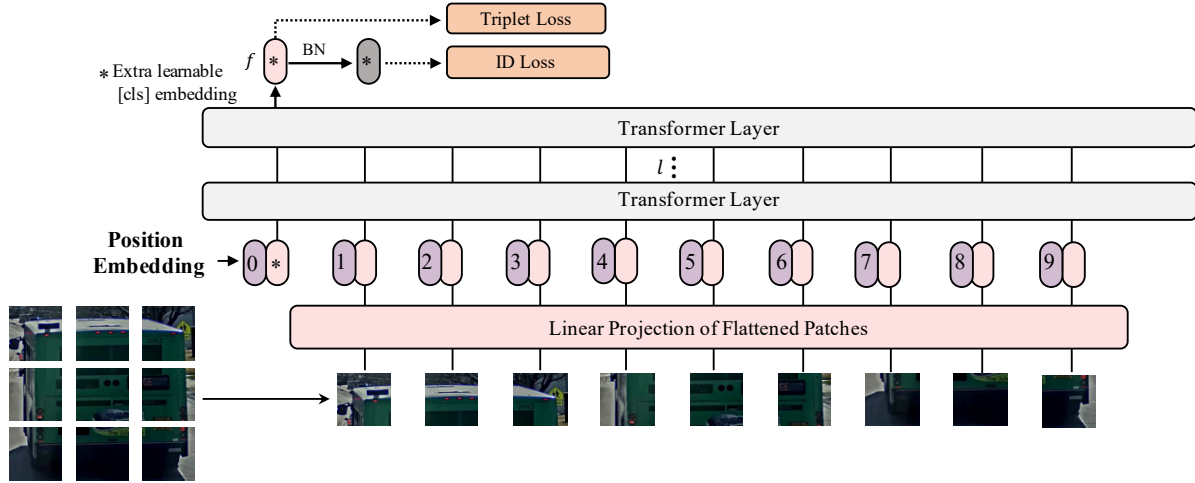 Triplet Loss
f * BN * ID Loss
* Extra learnable
[cls] embedding
Transformer Layer
l
Transformer Layer
Position
Embedding
0 * 1 2 3 4 5 6 7 8 9
Linear Projection of Flattened Patches